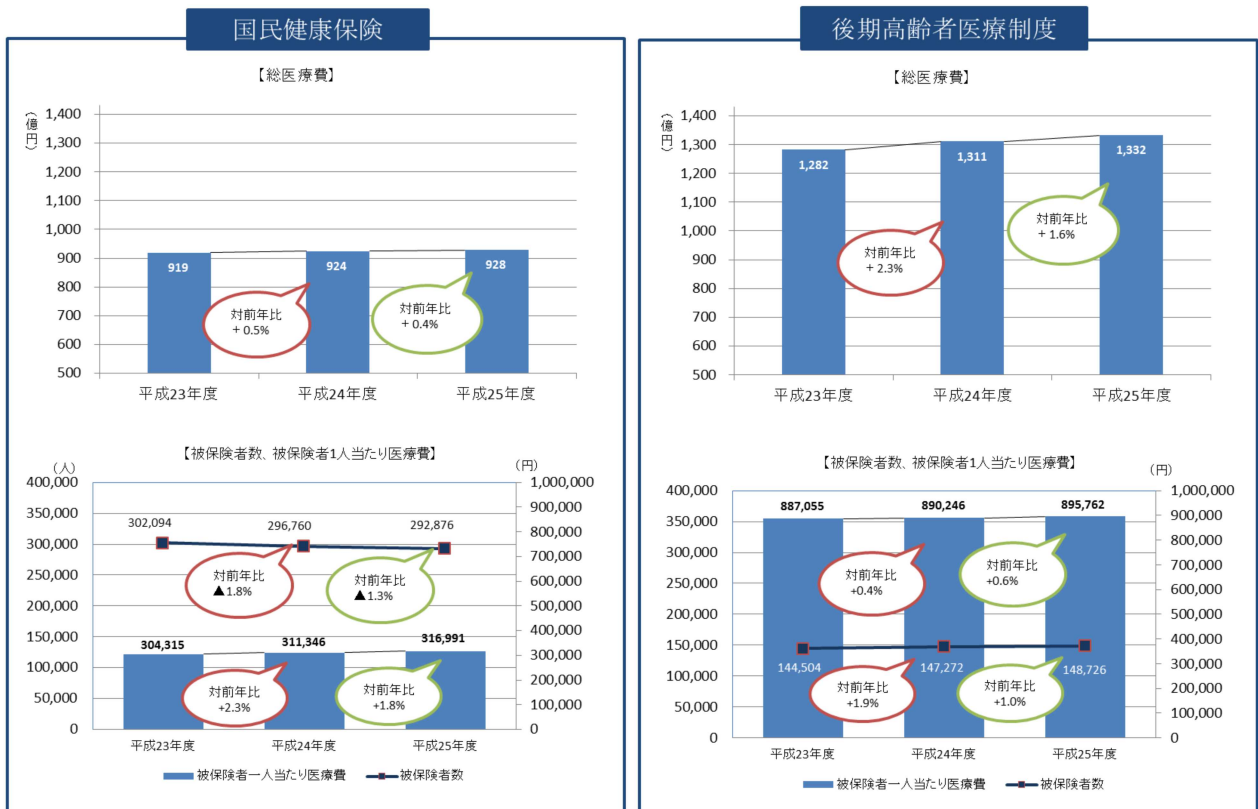 国民健康保険
【総医療費】
(億円)
1,400
1,300
1,200
1,100
1,000
900
800
700
600
500
919
924
928
対前年比
+ 0.5%
対前年比
+ 0.4%
平成23年度
平成24年度
平成25年度
【被保険者数、被保険者1人当たり医療費】
(人)
(円)
400,000
350,000
300,000
250,000
200,000
150,000
100,000
50,000
0
1,000,000
900,000
800,000
700,000
600,000
500,000
400,000
300,000
200,000
100,000
0
302,094
296,760
292,876
対前年比
▲1.8%
対前年比
▲1.3%
304,315
311,346
316,991
対前年比
+2.3%
対前年比
+1.8%
平成23年度
平成24年度
平成25年度
被保険者一人当たり医療費
被保険者数
後期高齢者医療制度
【総医療費】
(億円)
1,400
1,300
1,200
1,100
1,000
900
800
700
600
500
1,282
1,311
1,332
対前年比
+ 2.3%
対前年比
+ 1.6%
平成23年度
平成24年度
平成25年度
【被保険者数、被保険者1人当たり医療費】
(円)
400,000
350,000
300,000
250,000
200,000
150,000
100,000
50,000
0
1,000,000
900,000
800,000
700,000
600,000
500,000
400,000
300,000
200,000
100,000
0
887,055
890,246
895,762
対前年比
+0.4%
対前年比
+0.6%
144,504
147,272
148,726
対前年比
+1.9%
対前年比
+1.0%
平成23年度
平成24年度
平成25年度
被保険者一人当たり医療費
被保険者数